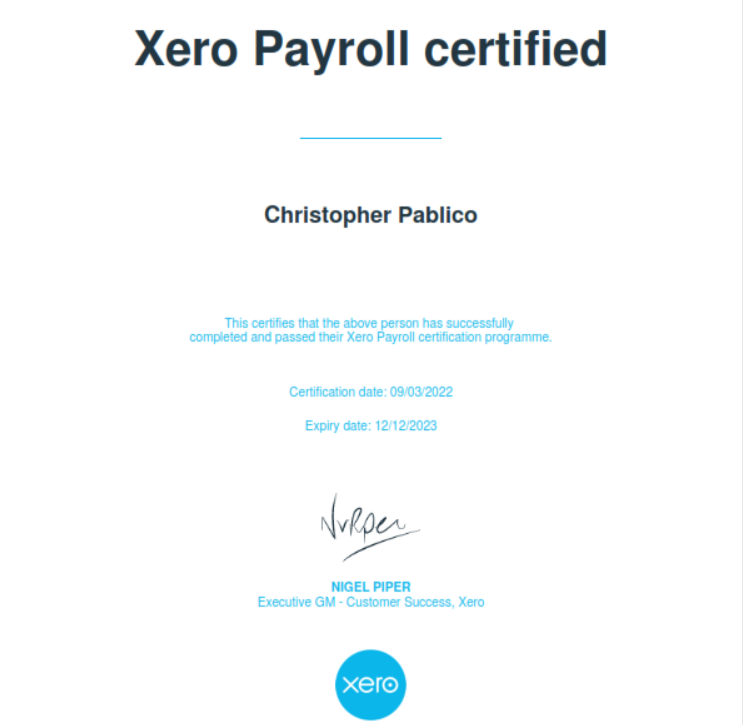 Xero Payroll certified
Christopher Pablico
This certifies that the above person has successfully
completed and passed their Xero Payroll certification programme.
Certification date: 09/03/2022
Expiry date: 12/12/2023
NIGEL PIPER
Executive GM - Customer Success, Xero
xero